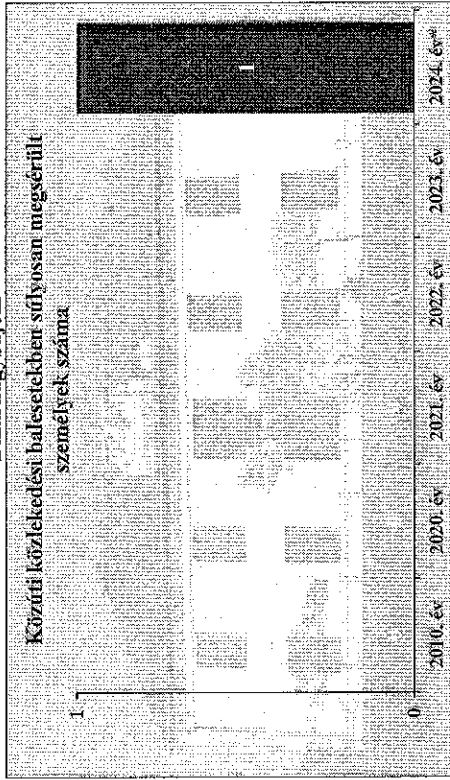 Közúti közlekedési balesetekben súlyosan megsérült
személyek száma
1
1
0
2010. év
2020. év
2021. év
2022. év
2023. év
2024. év